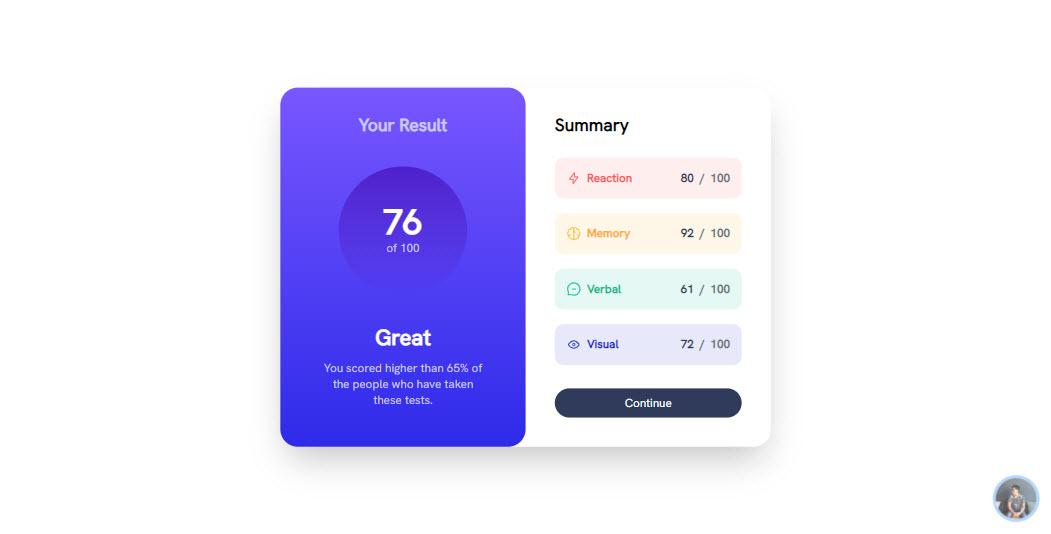 Your Result
76
of 100
Great
You scored higher than 65% of
the people who have taken
these tests.
Summary
Reaction 80 / 100
Memory 92 / 100
Verbal 61 / 100
Visual 72 / 100
Continue